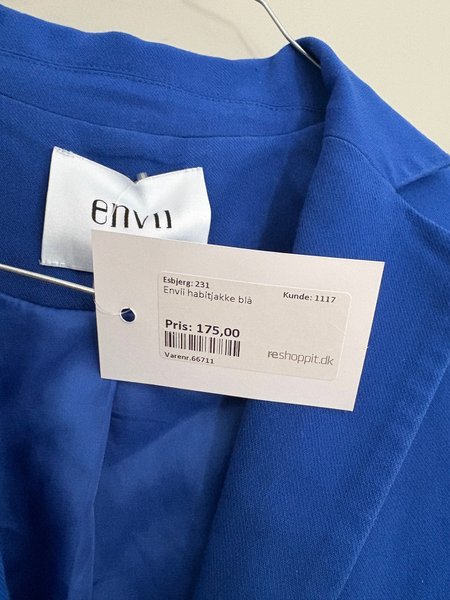 envii
Esbjerg: 231
Kunde: 1117
Envii habitjakke blå
Pris: 175,00
Varenr.66711
reshoppit.dk